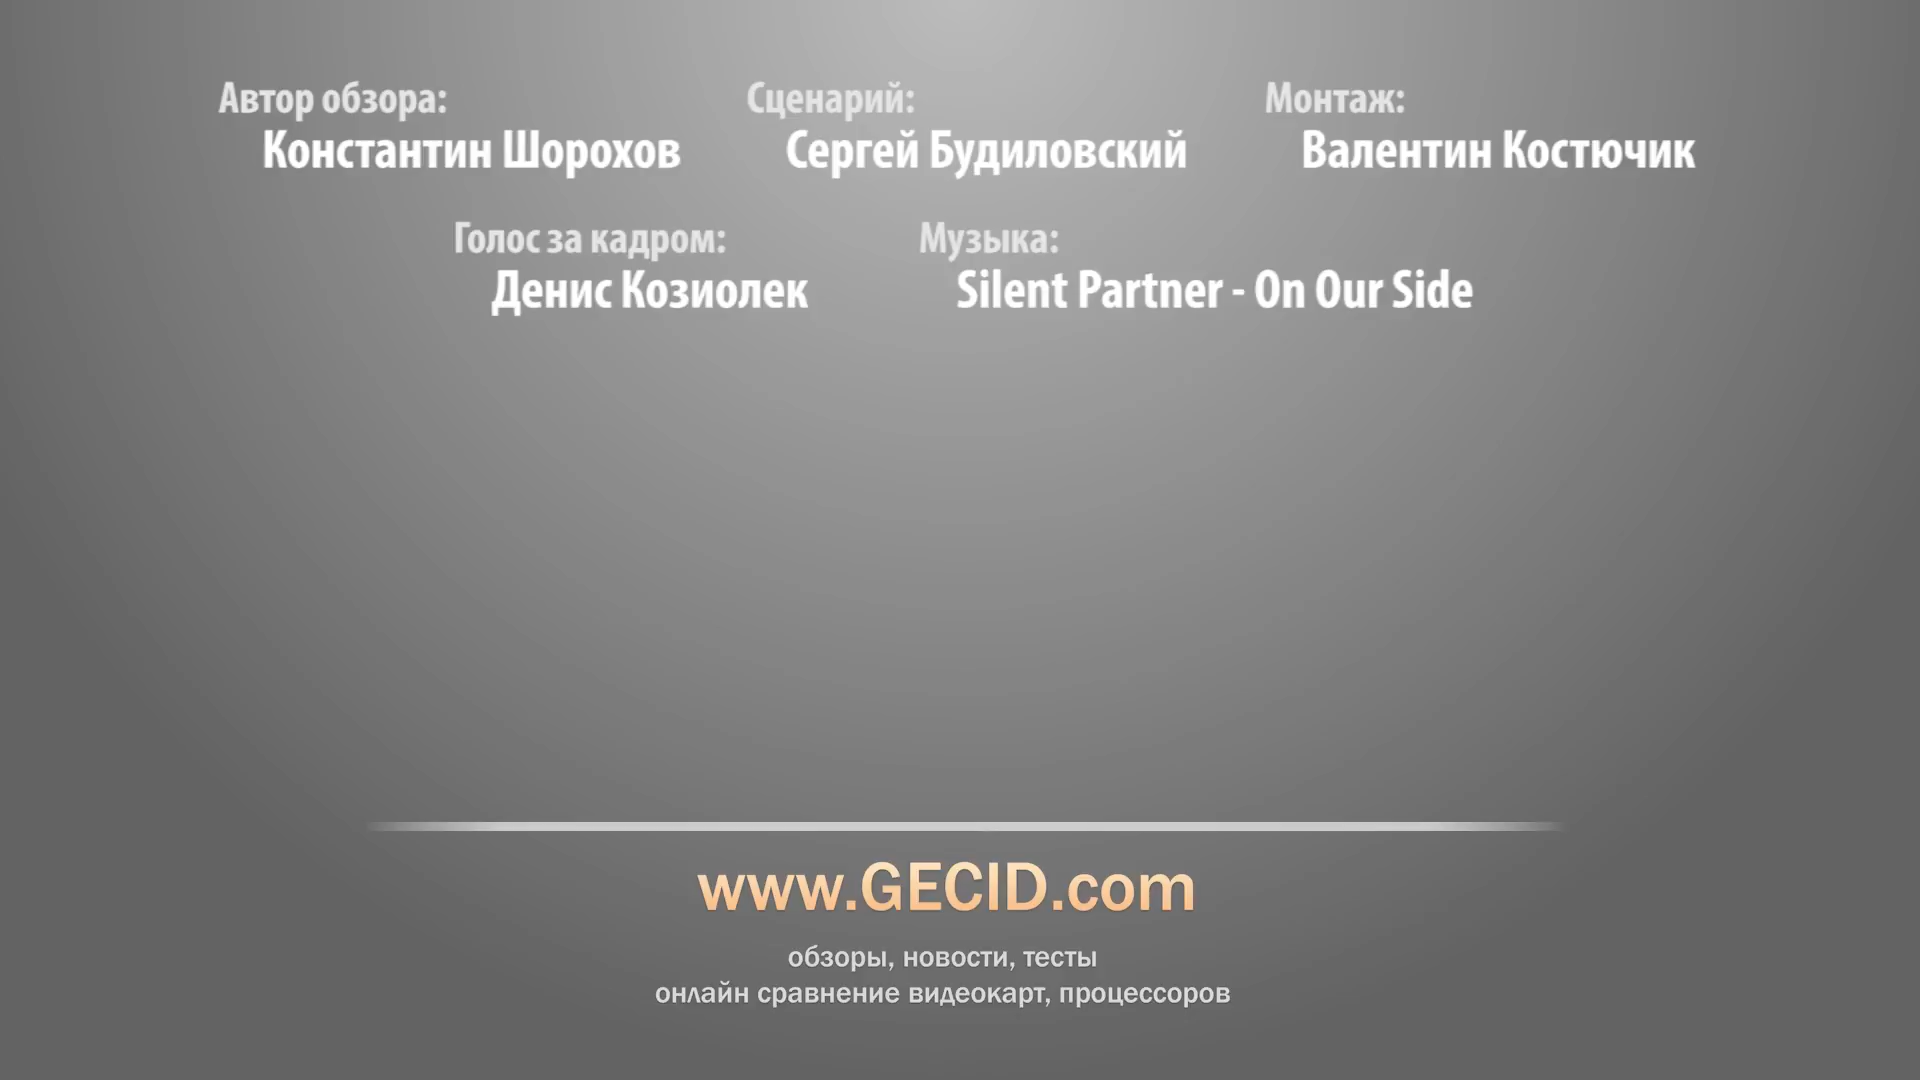 Автор обзора:
Константин Шорохов
Сценарий:
Сергей Будиловский
Монтаж:
Валентин Костючик
Голос за кадром:
Денис Козиолек
Музыка:
Silent Partner - On Our Side
www.GECID.com
обзоры, новости, тесты
онлайн сравнение видеокарт, процессоров